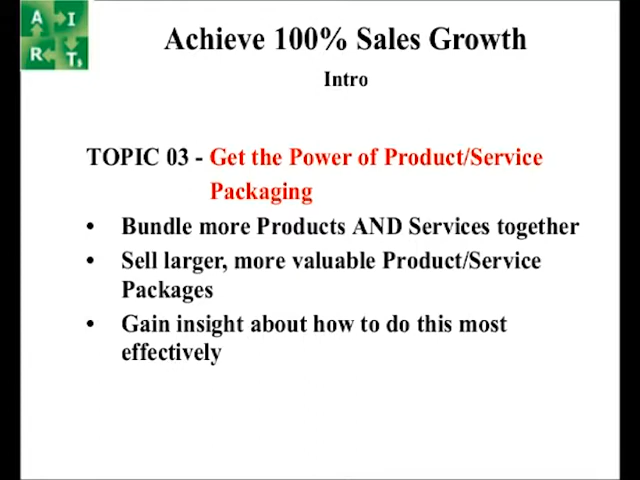 A I
R T,
Achieve 100% Sales Growth
Intro
TOPIC 03 - Get the Power of Product/Service
Packaging
• Bundle more Products AND Services together
• Sell larger, more valuable Product/Service
Packages
• Gain insight about how to do this most
effectively